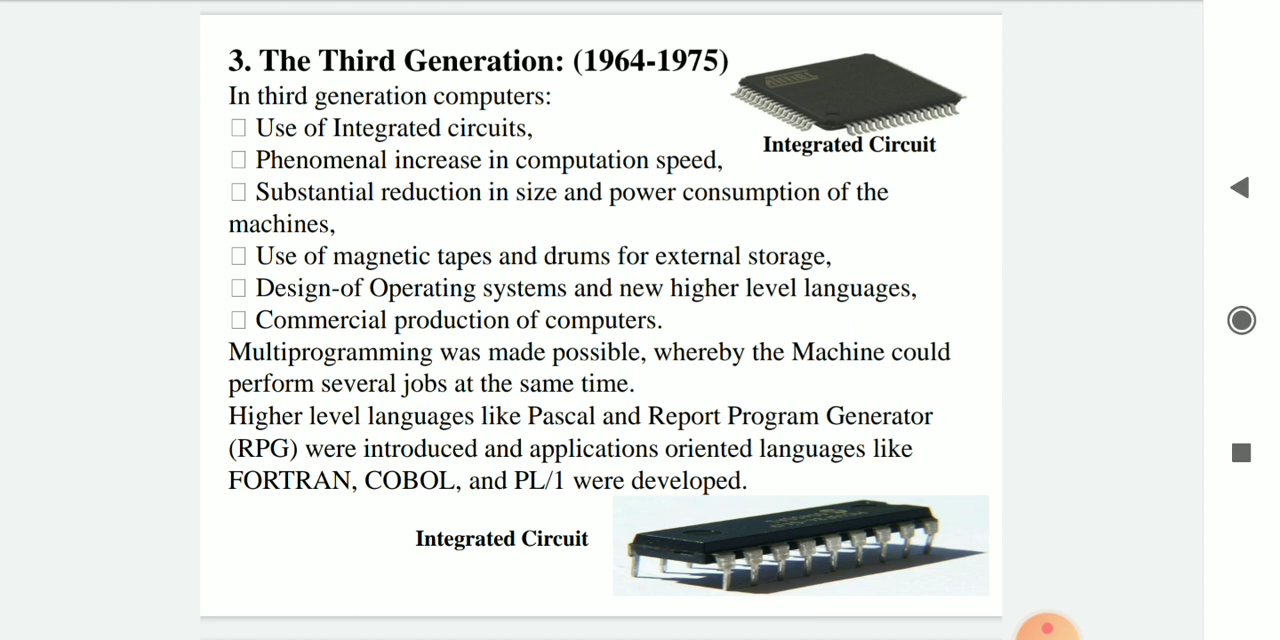 3. The Third Generation: (1964-1975)
In third generation computers:
Use of Integrated circuits,
Phenomenal increase in computation speed,
Substantial reduction in size and power consumption of the
machines,
Use of magnetic tapes and drums for external storage,
Design-of Operating systems and new higher level languages,
Commercial production of computers.
Multiprogramming was made possible, whereby the Machine could
perform several jobs at the same time.
Higher level languages like Pascal and Report Program Generator
(RPG) were introduced and applications oriented languages like
FORTRAN, COBOL, and PL/1 were developed.
Integrated Circuit
Integrated Circuit